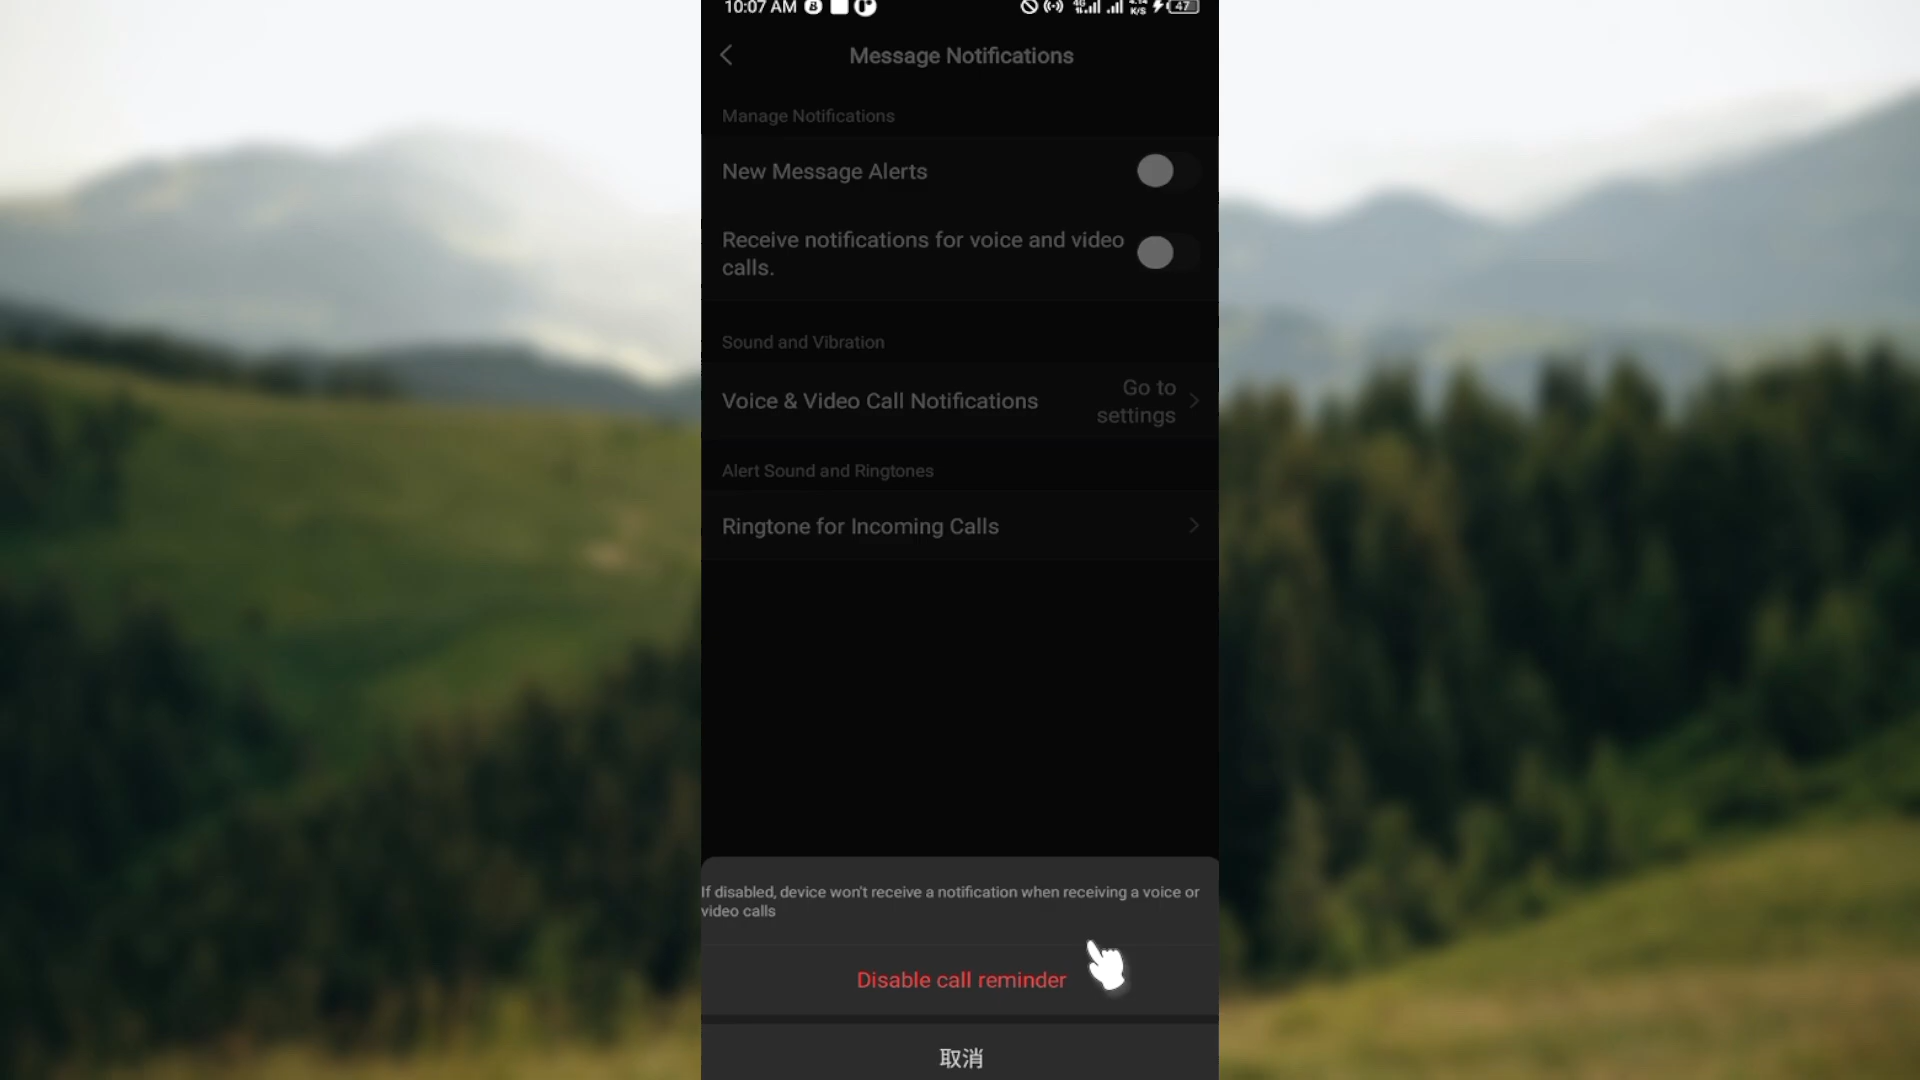 10:07 AM
47
Message Notifications
Manage Notifications
New Message Alerts
Receive notifications for voice and video
calls.
Sound and Vibration
Voice & Video Call Notifications
Go to
settings
Alert Sound and Ringtones
Ringtone for Incoming Calls
If disabled, device won't receive a notification when receiving a voice or
video calls
Disable call reminder
取消